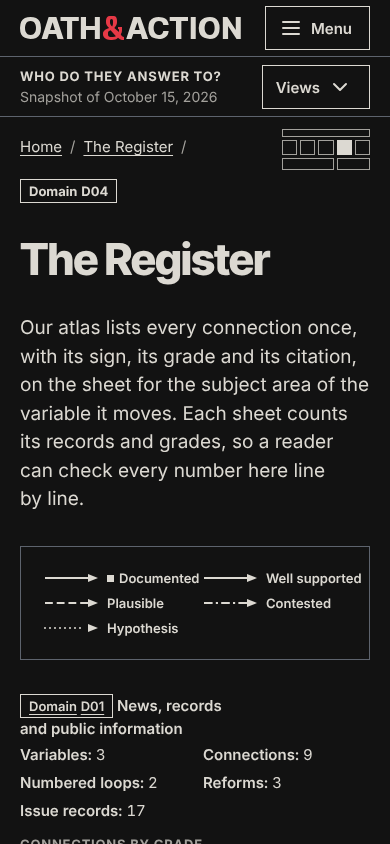 OATH&ACTION
Menu
WHO DO THEY ANSWER TO?
Snapshot of October 15, 2026
Views
Home / The Register /
Domain D04
The Register
Our atlas lists every connection once,
with its sign, its grade and its citation,
on the sheet for the subject area of the
variable it moves. Each sheet counts
its records and grades, so a reader
can check every number here line
by line.
Documented Well supported
Plausible Contested
Hypothesis
Domain D01 News, records
and public information
Variables: 3 Connections: 9
Numbered loops: 2 Reforms: 3
Issue records: 17
CONNECTIONS BY GRADE